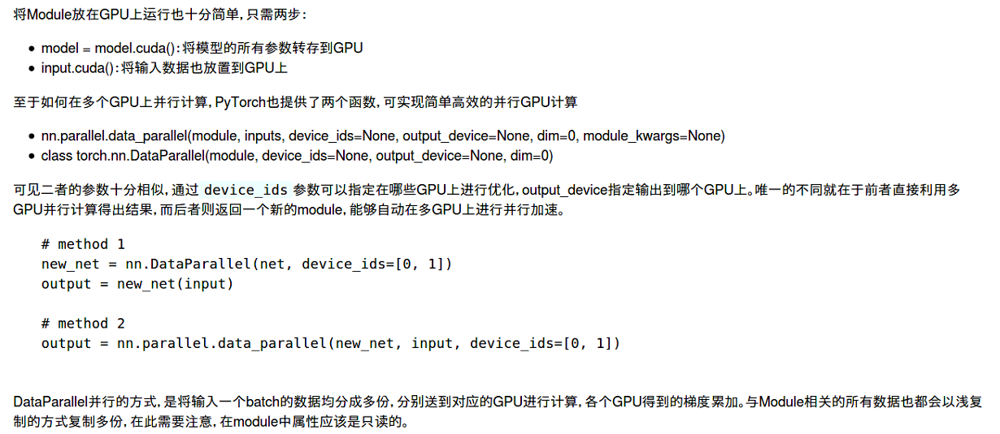 将Module放在GPU上运行也十分简单,只需两步:
model = model.cuda():将模型的所有参数转存到GPU
input.cuda():将输入数据也放置到GPU上
至于如何在多个GPU上并行计算,PyTorch也提供了两个函数,可实现简单高效的并行GPU计算
nn.parallel.data_parallel(module, inputs, device_ids=None, output_device=None, dim=0, module_kwargs=None)
class torch.nn.DataParallel(module, device_ids=None, output_device=None, dim=0)
可见二者的参数十分相似,通过 device_ids 参数可以指定在哪些GPU上进行优化,output_device指定输出到哪个GPU上。唯一的不同就在于前者直接利用多
GPU并行计算得出结果,而后者则返回一个新的module,能够自动在多GPU上进行并行加速。
# method 1
new_net = nn.DataParallel(net, device_ids=[0, 1])
output = new_net(input)
# method 2
output = nn.parallel.data_parallel(new_net, input, device_ids=[0, 1])
DataParallel并行的方式,是将输入一个batch的数据均分成多份,分别送到对应的GPU进行计算,各个GPU得到的梯度累加。与Module相关的所有数据也都会以浅复
制的方式复制多份,在此需要注意,在module中属性应该是只读的。